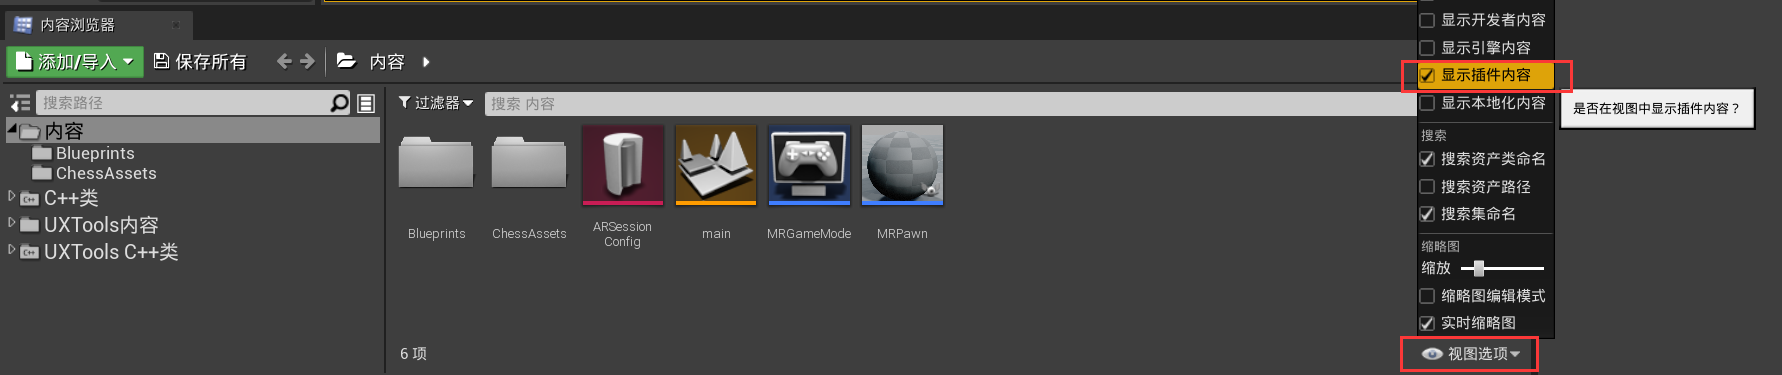 内容浏览器
添加/导入
保存所有
内容
搜索路径
内容
Blueprints
ChessAssets
C++类
UXTools内容
UXTools C++类
过滤器
搜索 内容
Blueprints
ChessAssets
ARSession
Config
main
MRGameMode
MRPawn
6 项
显示开发者内容
显示引擎内容
显示插件内容
显示本地化内容
搜索
搜索资产类命名
搜索资产路径
搜索集命名
缩略图
缩放
缩略图编辑模式
实时缩略图
视图选项
是否在视图中显示插件内容？